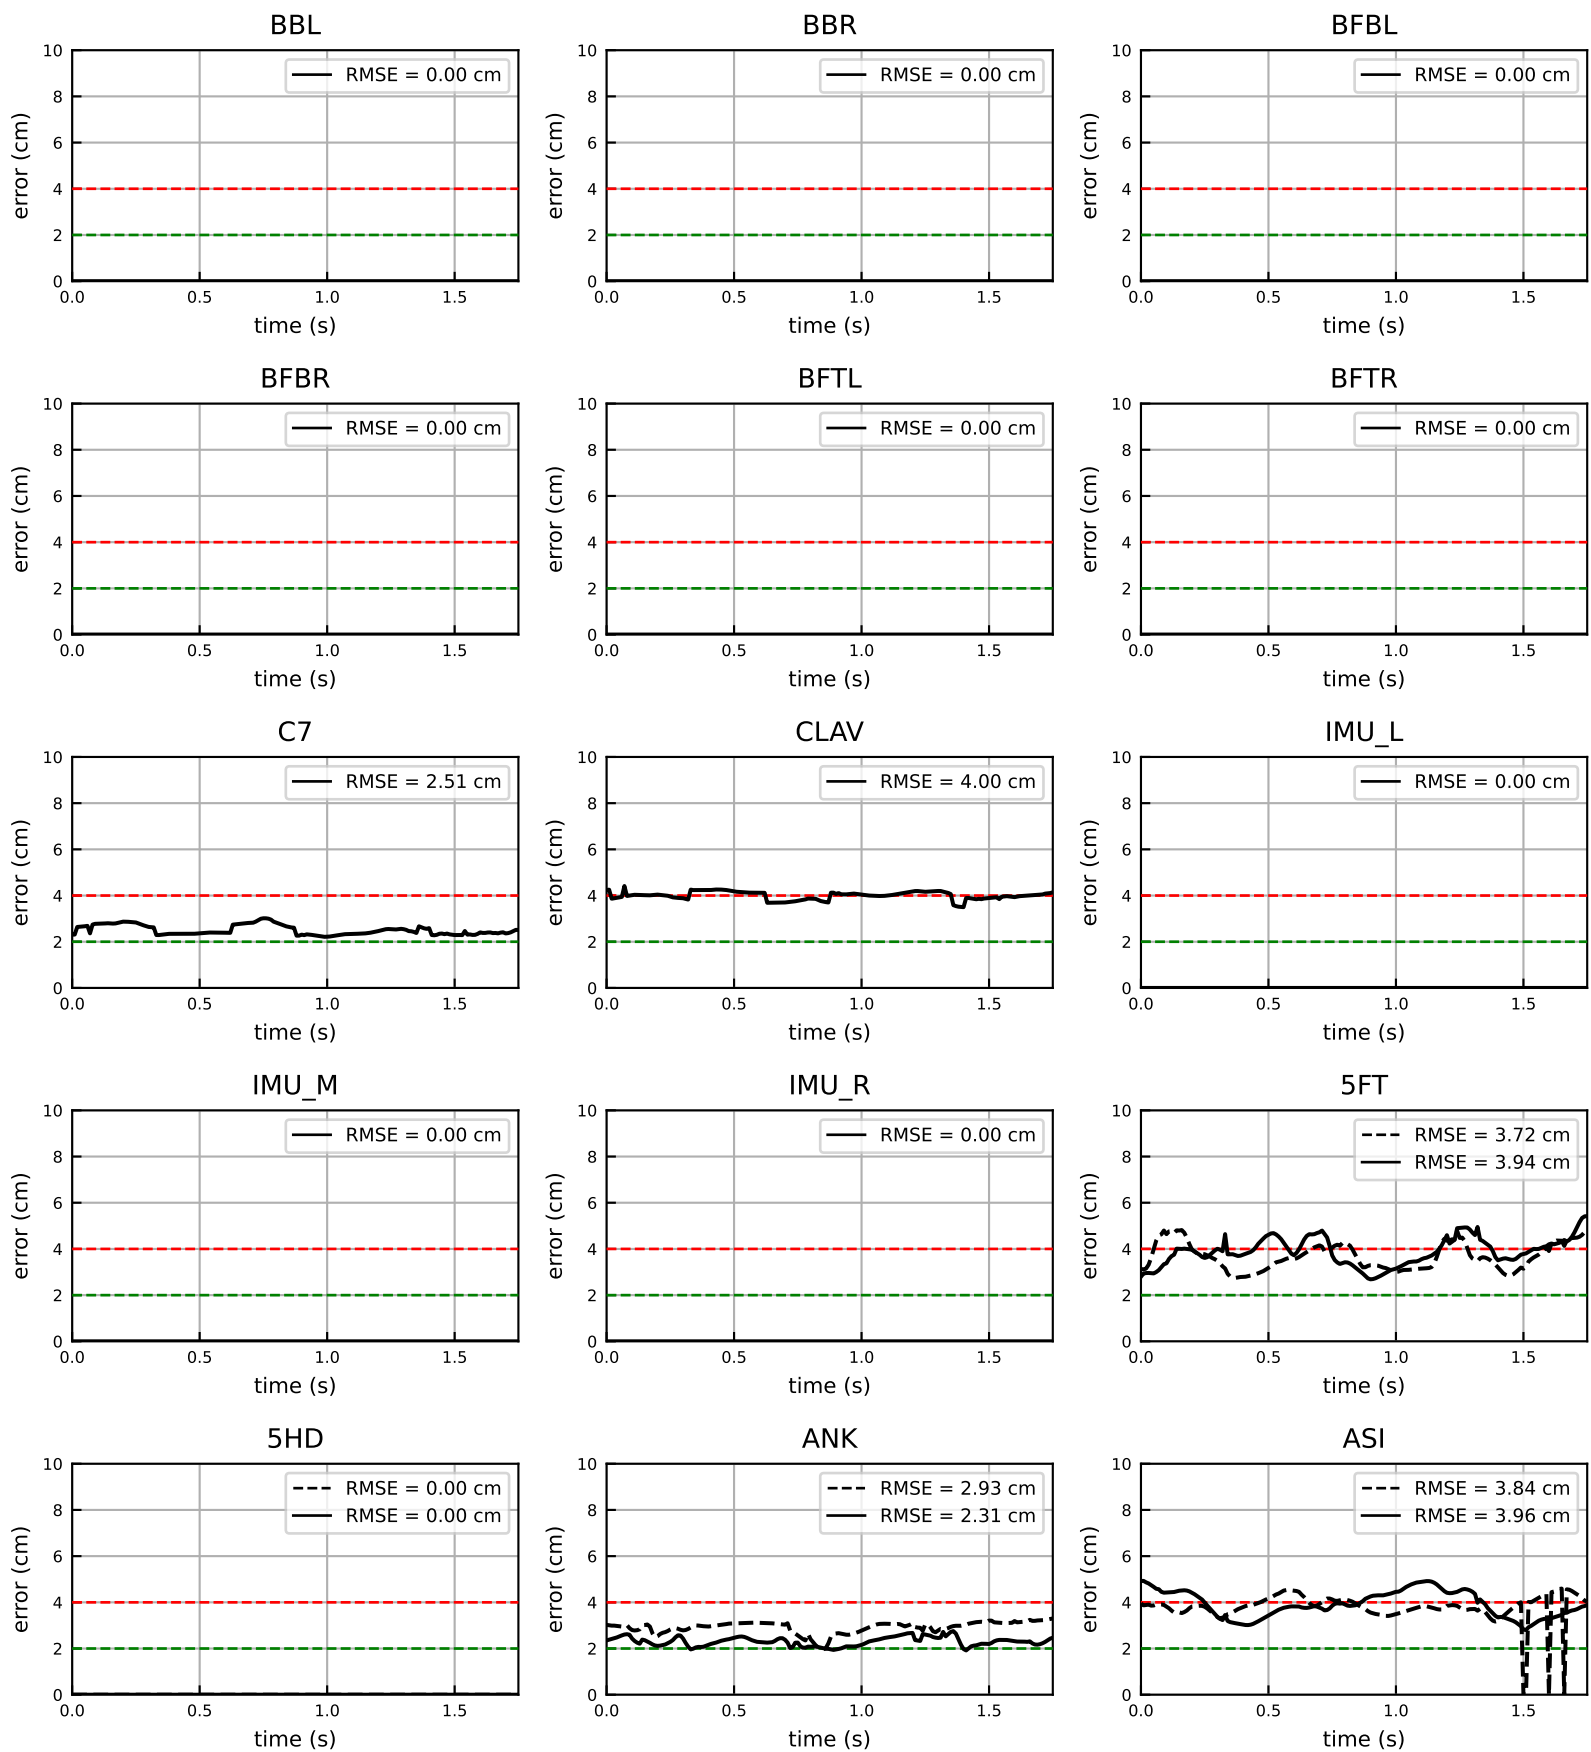 BBL
BBR
BFBL
10
8
6
4
2
0
error (cm)
RMSE = 0.00 cm
0.0
0.5
1.0
1.5
time (s)
10
8
6
4
2
0
error (cm)
RMSE = 0.00 cm
0.0
0.5
1.0
1.5
time (s)
10
8
6
4
2
0
error (cm)
RMSE = 0.00 cm
0.0
0.5
1.0
1.5
time (s)
BFBR
BFTL
BFTR
10
8
6
4
2
0
error (cm)
RMSE = 0.00 cm
0.0
0.5
1.0
1.5
time (s)
10
8
6
4
2
0
error (cm)
RMSE = 0.00 cm
0.0
0.5
1.0
1.5
time (s)
10
8
6
4
2
0
error (cm)
RMSE = 0.00 cm
0.0
0.5
1.0
1.5
time (s)
C7
CLAV
IMU_L
10
8
6
4
2
0
error (cm)
RMSE = 2.51 cm
0.0
0.5
1.0
1.5
time (s)
10
8
6
4
2
0
error (cm)
RMSE = 4.00 cm
0.0
0.5
1.0
1.5
time (s)
10
8
6
4
2
0
error (cm)
RMSE = 0.00 cm
0.0
0.5
1.0
1.5
time (s)
IMU_M
IMU_R
5FT
10
8
6
4
2
0
error (cm)
RMSE = 0.00 cm
0.0
0.5
1.0
1.5
time (s)
10
8
6
4
2
0
error (cm)
RMSE = 0.00 cm
0.0
0.5
1.0
1.5
time (s)
10
8
6
4
2
0
error (cm)
RMSE = 3.72 cm
RMSE = 3.94 cm
0.0
0.5
1.0
1.5
time (s)
5HD
ANK
ASI
10
8
6
4
2
0
error (cm)
RMSE = 0.00 cm
RMSE = 0.00 cm
0.0
0.5
1.0
1.5
time (s)
10
8
6
4
2
0
error (cm)
RMSE = 2.93 cm
RMSE = 2.31 cm
0.0
0.5
1.0
1.5
time (s)
10
8
6
4
2
0
error (cm)
RMSE = 3.84 cm
RMSE = 3.96 cm
0.0
0.5
1.0
1.5
time (s)